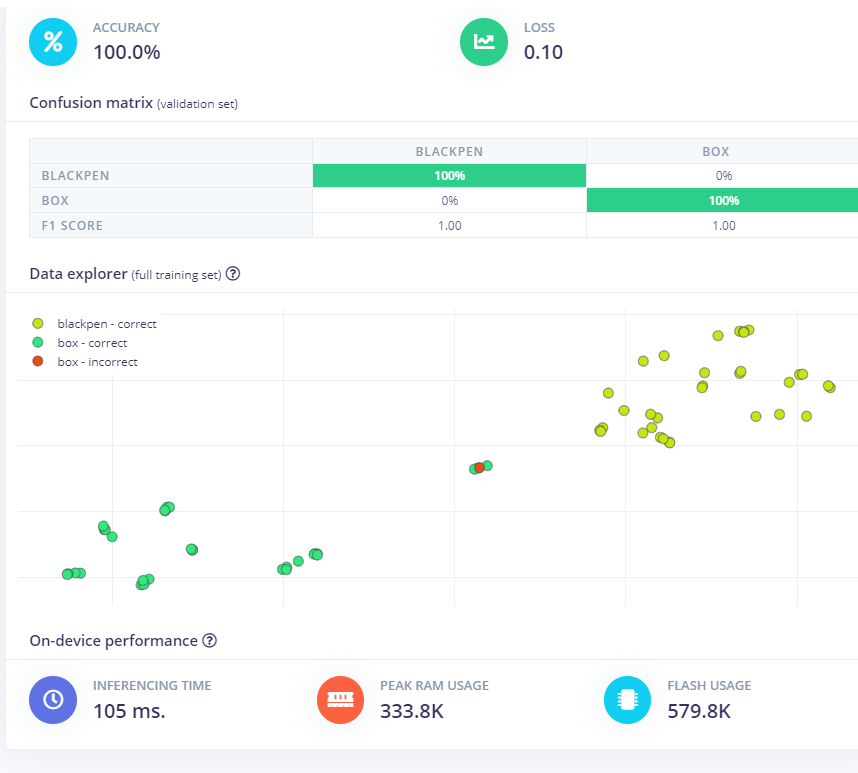 ACCURACY
100.0%
LOSS
0.10
Confusion matrix (validation set)
BLACKPEN BOX
BLACKPEN 100% 0%
BOX 0% 100%
F1 SCORE 1.00 1.00
Data explorer (full training set) ?
blackpen - correct
box - correct
box - incorrect
On-device performance ?
INFERENCING TIME
105 ms.
PEAK RAM USAGE
333.8K
FLASH USAGE
579.8K